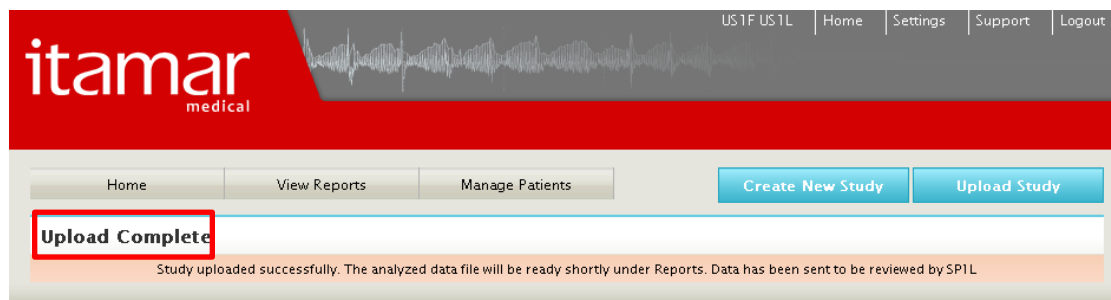 US1F US1L Home Settings Support Logout
itamar
medical
Home View Reports Manage Patients Create New Study Upload Study
Upload Complete
Study uploaded successfully. The analyzed data file will be ready shortly under Reports. Data has been sent to be reviewed by SP1L